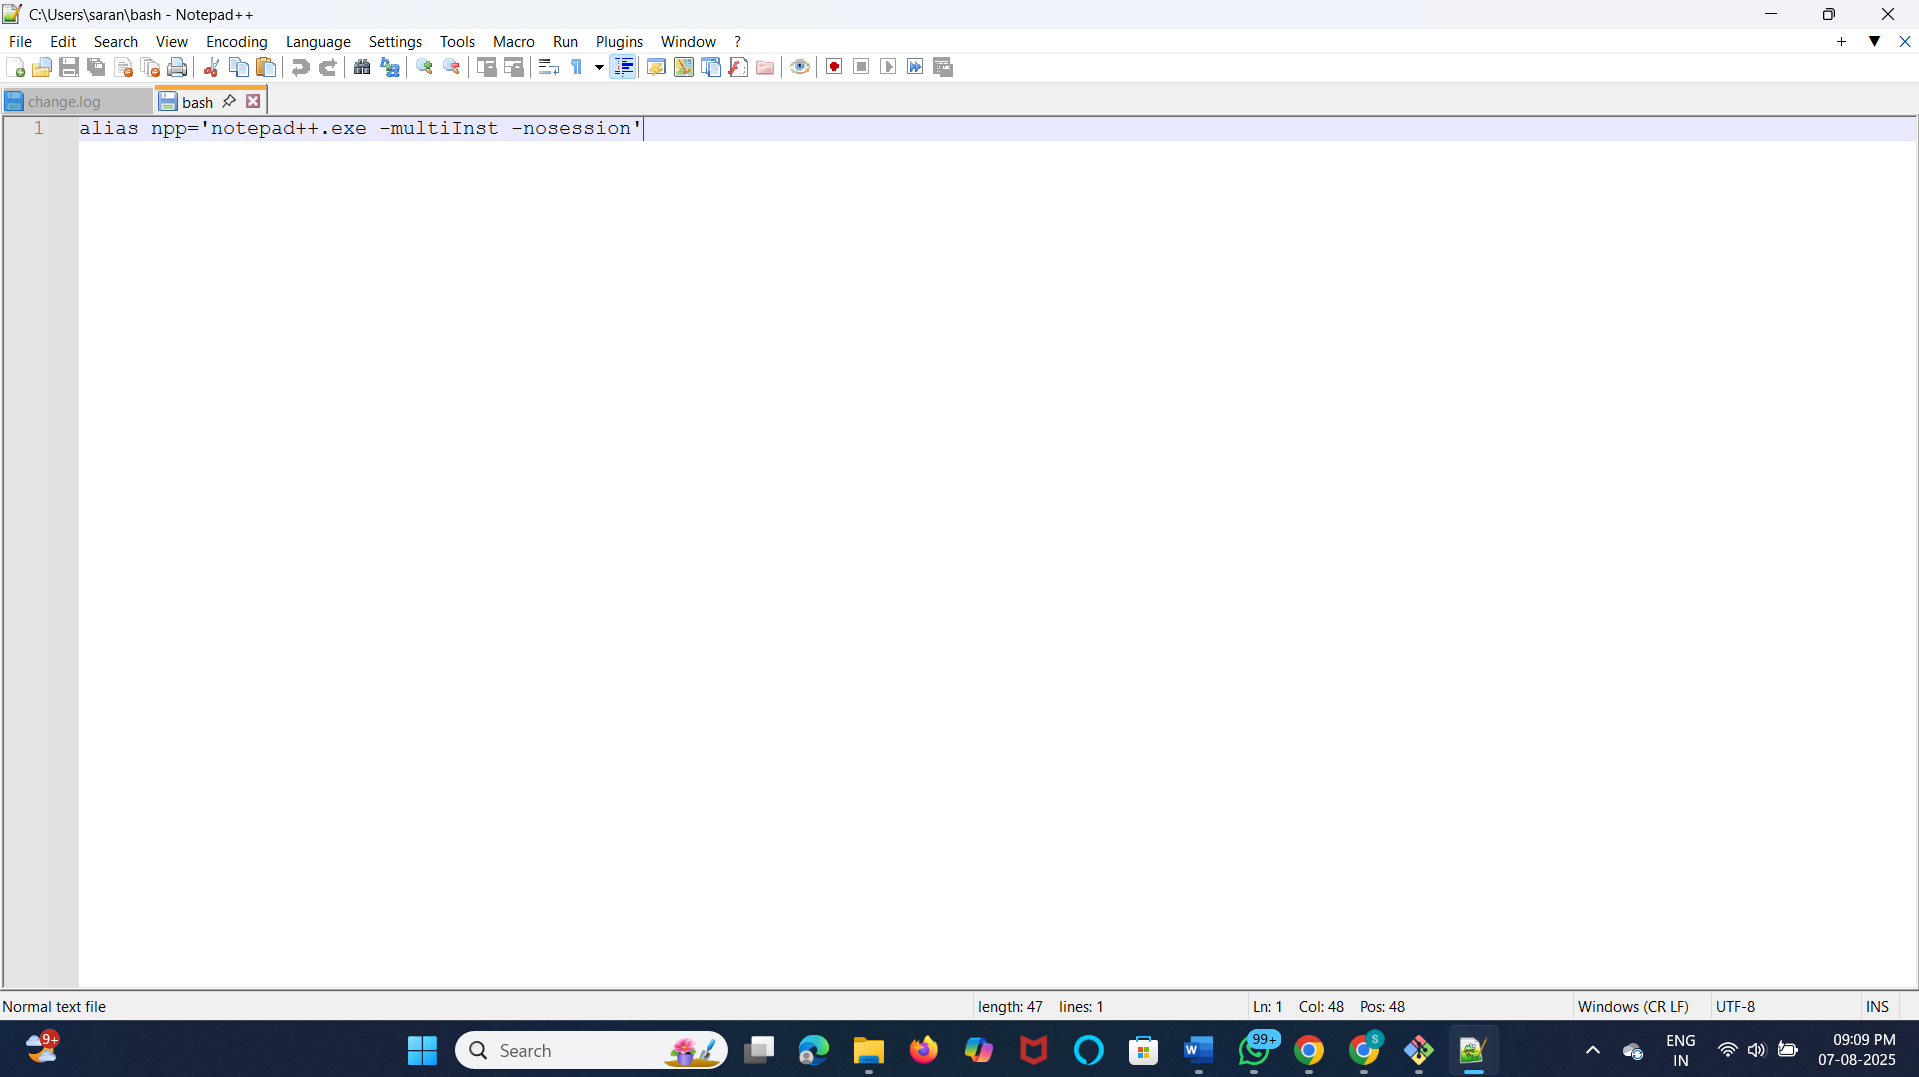 C:\Users\saran\bash - Notepad++
File Edit Search View Encoding Language Settings Tools Macro Run Plugins Window ?
change.log bash
1 alias npp='notepad++.exe -multiInst -nosession'
Normal text file length: 47 lines: 1 Ln: 1 Col: 48 Pos: 48 Windows (CR LF) UTF-8 INS
9+ Search W 99+ S ENG 09:09 PM
IN 07-08-2025